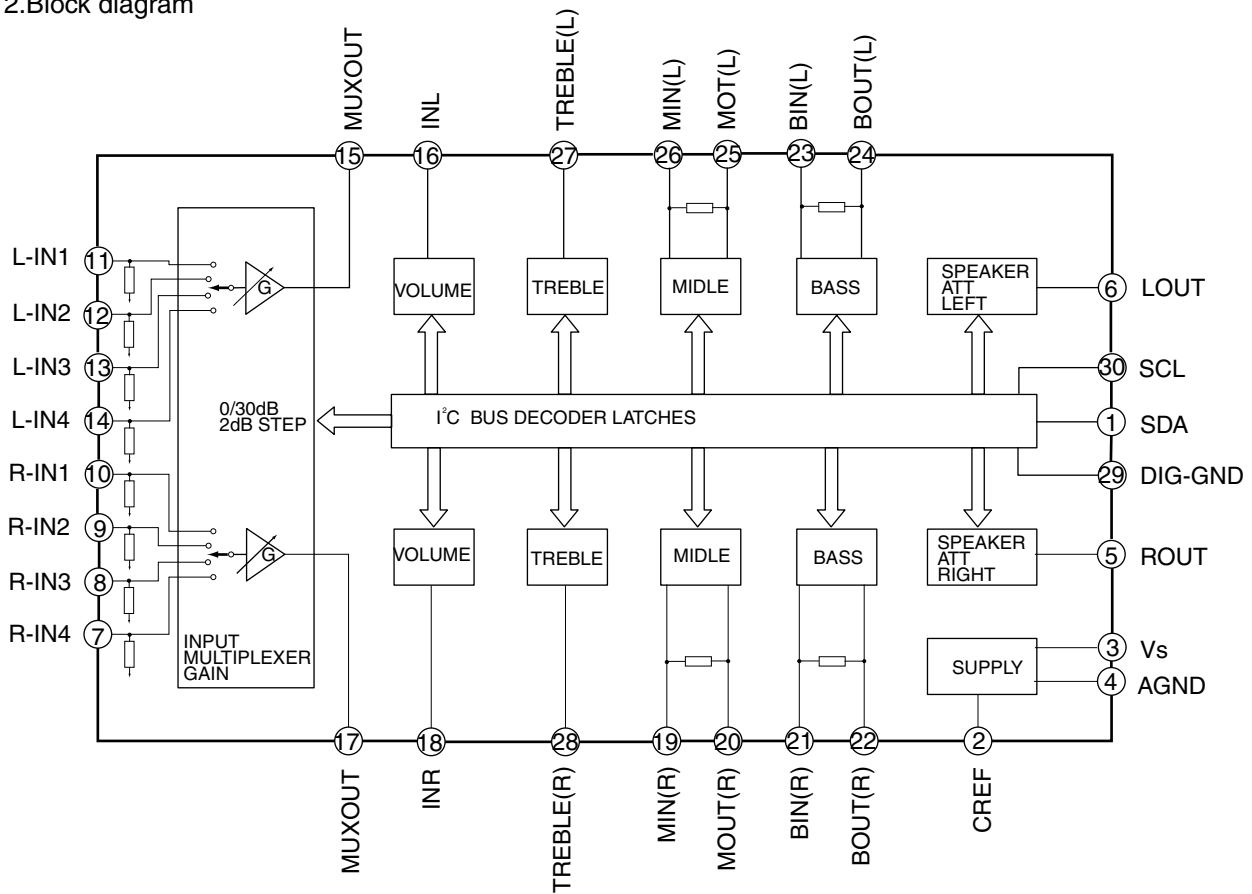 2.Block diagram
MUXOUT
INL
TREBLE(L)
MIN(L)
MOT(L)
BIN(L)
BOUT(L)
15
16
27
26
25
23
24
L-IN1
11
L-IN2
12
L-IN3
13
L-IN4
14
R-IN1
10
R-IN2
9
R-IN3
8
R-IN4
7
G
G
0/30dB
2dB STEP
INPUT
MULTIPLEXER
GAIN
VOLUME
TREBLE
MIDLE
BASS
SPEAKER
ATT
LEFT
I²C BUS DECODER LATCHES
VOLUME
TREBLE
MIDLE
BASS
SPEAKER
ATT
RIGHT
SUPPLY
6
LOUT
30
SCL
1
SDA
29
DIG-GND
5
ROUT
3
Vs
4
AGND
17
18
28
19
20
21
22
2
MUXOUT
INR
TREBLE(R)
MIN(R)
MOUT(R)
BIN(R)
BOUT(R)
CREF